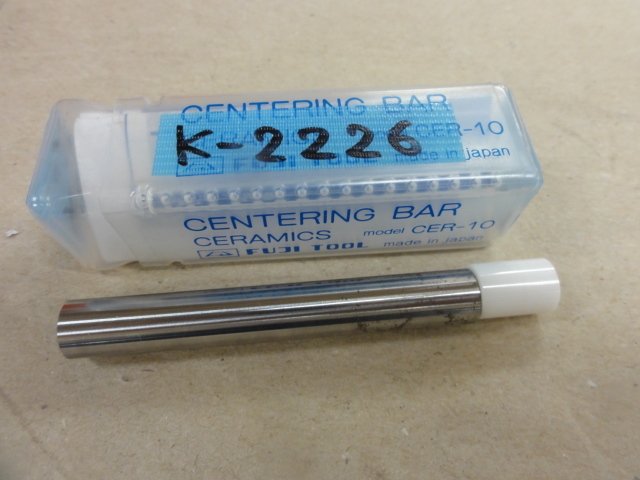 CENTERING BAR
K-2226
CER-10
made in japan
CENTERING BAR
CERAMICS model CER-10
FUJI TOOL made in japan